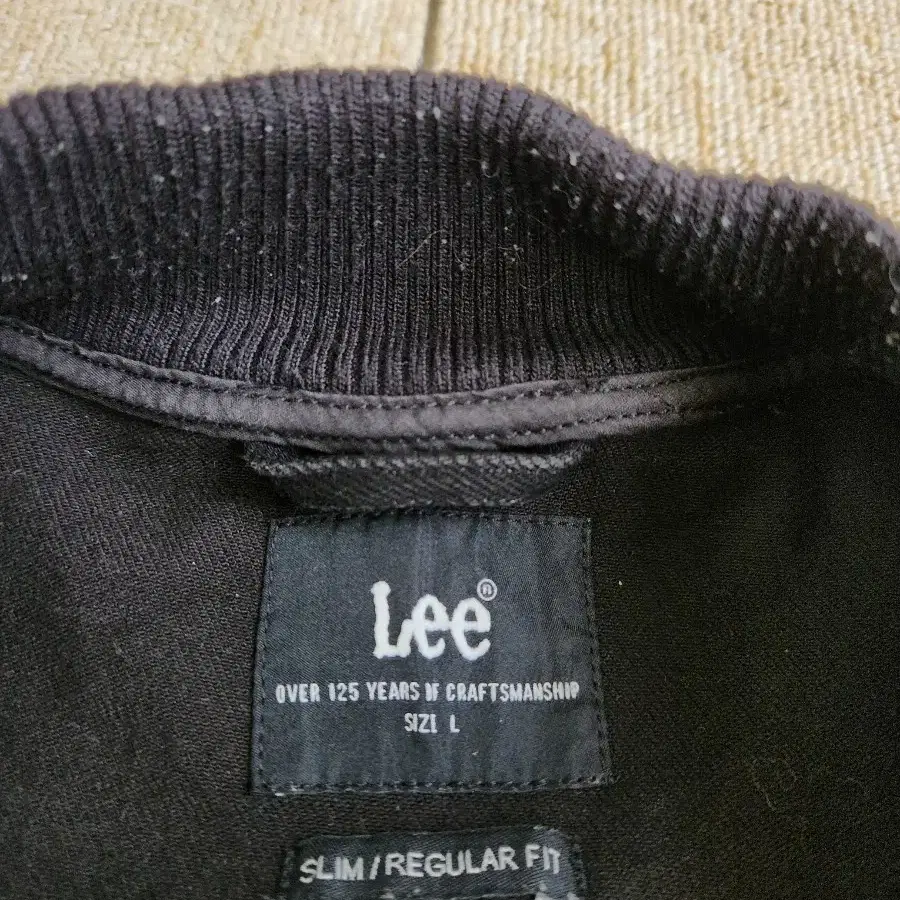 Lee®
OVER 125 YEARS OF CRAFTSMANSHIP
SIZE L
SLIM / REGULAR FIT